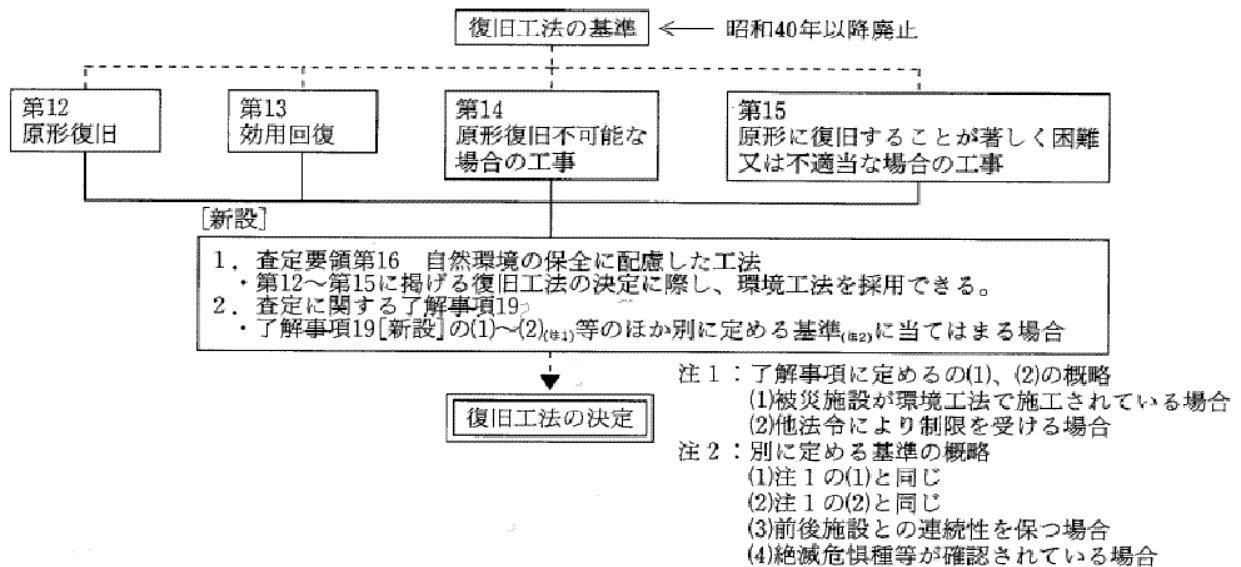 復旧工法の基準 ← 昭和40年以降廃止
第12
原形復旧
第13
効用回復
第14
原形復旧不可能な
場合の工事
第15
原形に復旧することが著しく困難
又は不適当な場合の工事
[新設]
1．査定要領第16　自然環境の保全に配慮した工法
・第12～第15に掲げる復旧工法の決定に際し、環境工法を採用できる。
2．査定に関する了解事項19
・了解事項19[新設]の(1)～(2)(注1)等のほか別に定める基準(注2)に当てはまる場合
復旧工法の決定
注1：了解事項に定めるの(1)、(2)の概略
(1)被災施設が環境工法で施工されている場合
(2)他法令により制限を受ける場合
注2：別に定める基準の概略
(1)注1の(1)と同じ
(2)注1の(2)と同じ
(3)前後施設との連続性を保つ場合
(4)絶滅危惧種等が確認されている場合